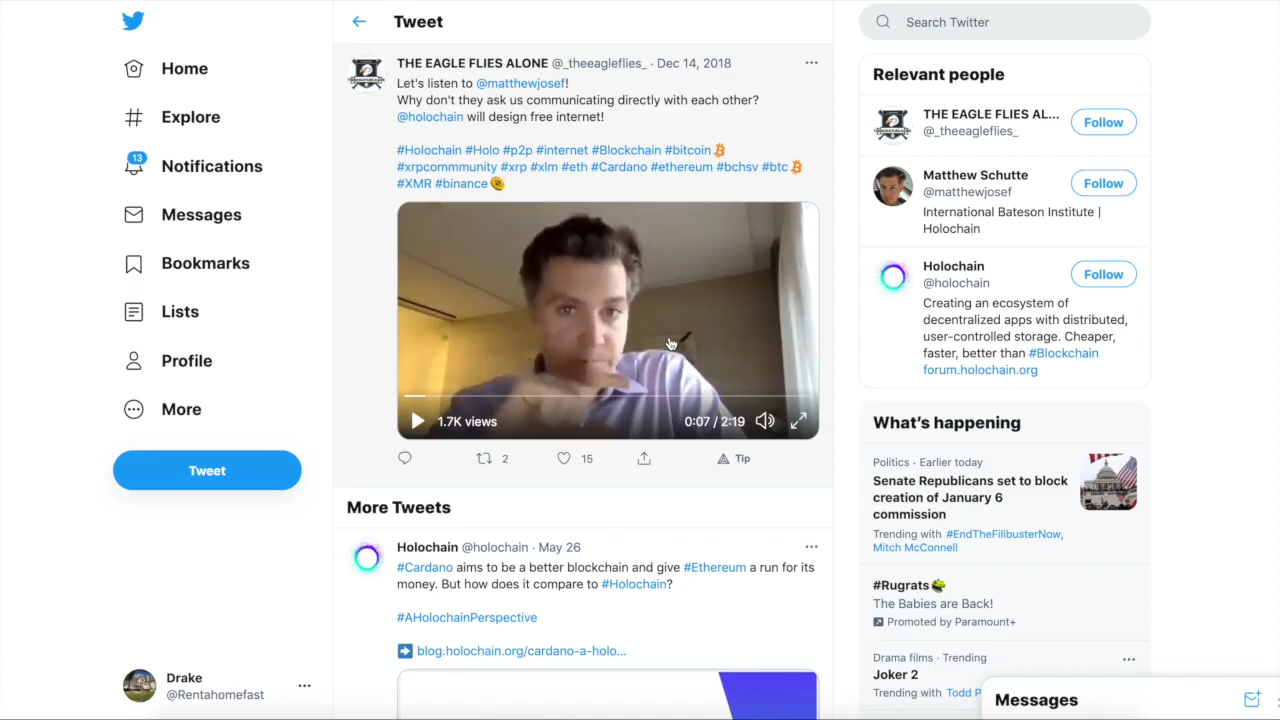 Home
Explore
13
Notifications
Messages
Bookmarks
Lists
Profile
More
Tweet
Drake
@Rentahomefast
Tweet
THE EAGLE FLIES ALONE @_theeagleflies_ · Dec 14, 2018
Let's listen to @matthewjosef!
Why don't they ask us communicating directly with each other?
@holochain will design free internet!
#Holochain #Holo #p2p #internet #Blockchain #bitcoin
#xrpcommmunity #xrp #xlm #eth #Cardano #ethereum #bchsv #btc
#XMR #binance
1.7K views
0:07 / 2:19
2
15
Tip
More Tweets
Holochain @holochain · May 26
#Cardano aims to be a better blockchain and give #Ethereum a run for its
money. But how does it compare to #Holochain?
#AHolochainPerspective
blog.holochain.org/cardano-a-holo...
Search Twitter
Relevant people
THE EAGLE FLIES AL...
@_theeagleflies_
Follow
Matthew Schutte
@matthewjosef
Follow
International Bateson Institute |
Holochain
Holochain
@holochain
Follow
Creating an ecosystem of
decentralized apps with distributed,
user-controlled storage. Cheaper,
faster, better than #Blockchain
forum.holochain.org
What's happening
Politics · Earlier today
Senate Republicans set to block
creation of January 6
commission
Trending with #EndTheFilibusterNow,
Mitch McConnell
#Rugrats
The Babies are Back!
Promoted by Paramount+
Drama films · Trending
Joker 2
Trending with Todd
Messages